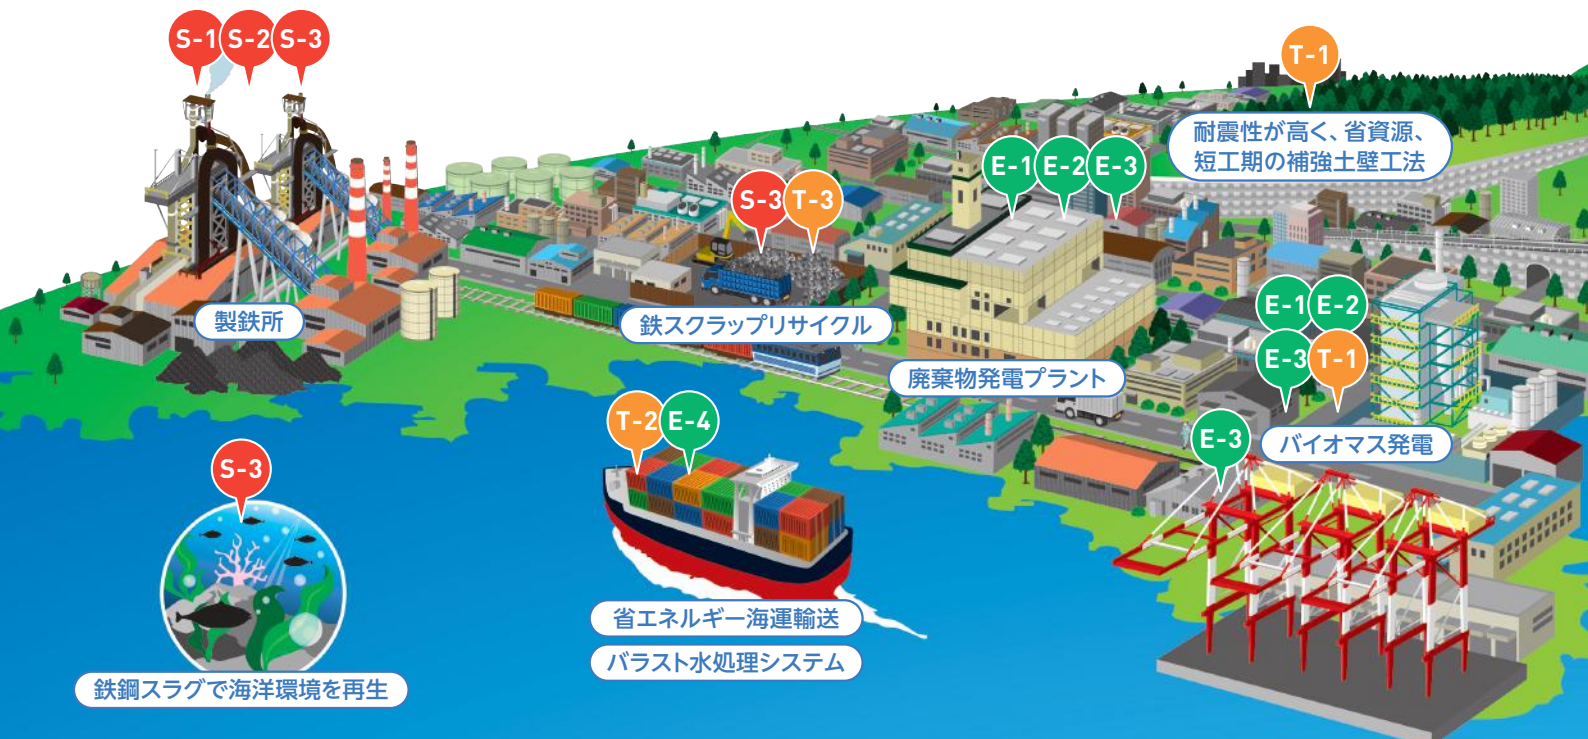 S-1 S-2 S-3
T-1
耐震性が高く、省資源、
短工期の補強土壁工法
E-1 E-2 E-3
S-3 T-3
製鉄所
鉄スクラップリサイクル
E-1 E-2
E-3 T-1
廃棄物発電プラント
T-2 E-4
E-3
バイオマス発電
S-3
省エネルギー海運輸送
バラスト水処理システム
鉄鋼スラグで海洋環境を再生